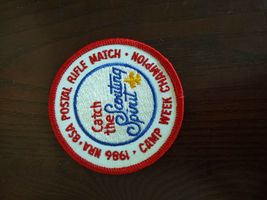 1986 NRA • BSA POSTAL RIFLE MATCH • CAMP WEEK CHAMPION •
Catch
the Scouting
Spirit